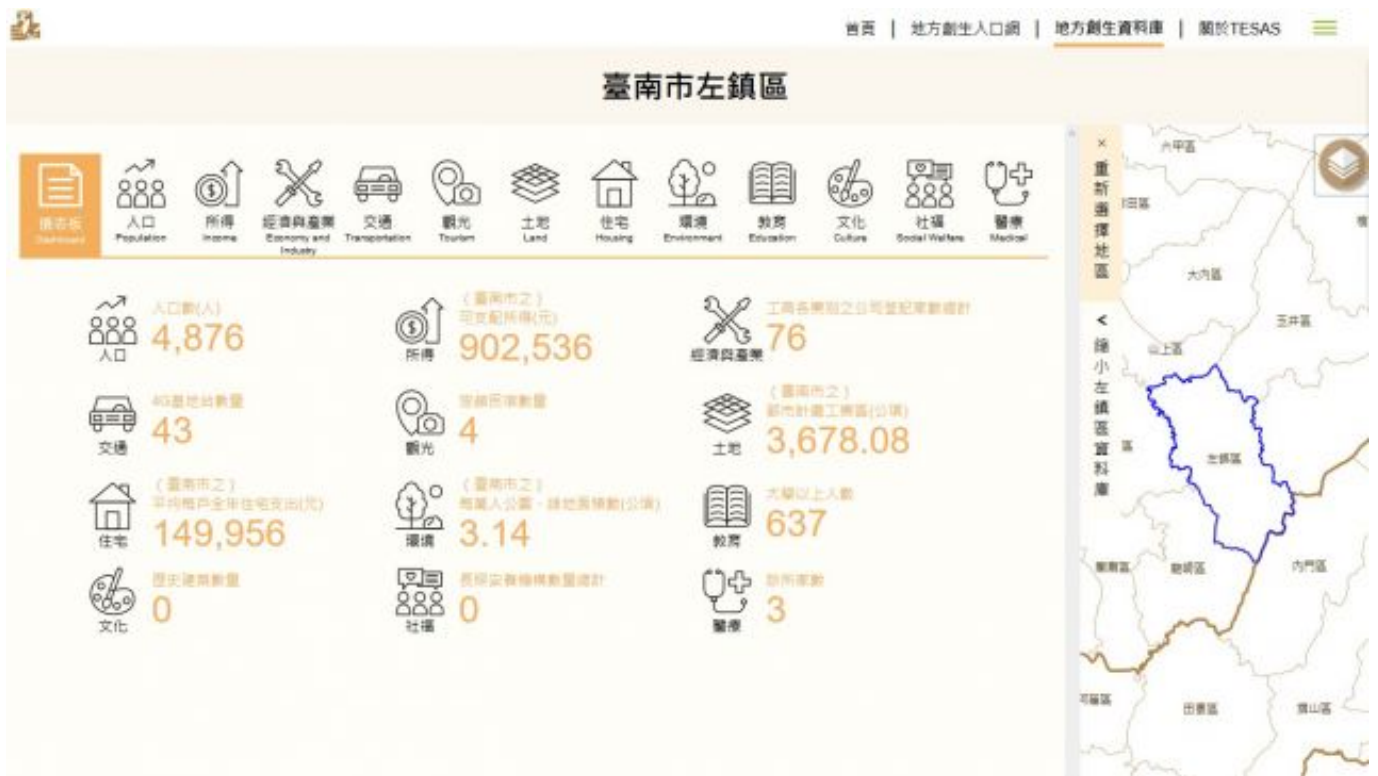 首頁 | 地方創生入口網 | 地方創生資料庫 | 關於TESAS
臺南市左鎮區
儀表板
Dashboard
人口
Population
所得
Income
經濟與產業
Economy and
Industry
交通
Transportation
觀光
Tourism
土地
Land
住宅
Housing
環境
Environment
教育
Education
文化
Culture
社福
Social Welfare
醫療
Medical
人口
人口數(人)
4,876
所得
(臺南市之)
可支配所得(元)
902,536
經濟與產業
工商各業別之公司登記家數總計
76
交通
4G基地台數量
43
觀光
4
土地
(臺南市之)
都市計畫工業區(公頃)
3,678.08
住宅
(臺南市之)
平均每戶全年住宅支出(元)
149,956
環境
(臺南市之)
每萬人公園、綠地面積數(公頃)
3.14
教育
大學以上人數
637
文化
歷史建築數量
0
社福
長照安養機構數量總計
0
醫療
診所家數
3
× 重新選擇地區
< 縮小左鎮區資料庫
六甲區
大內區
玉井區
山上區
左鎮區
區
龍崎區
內門區
田寮區
旗山區